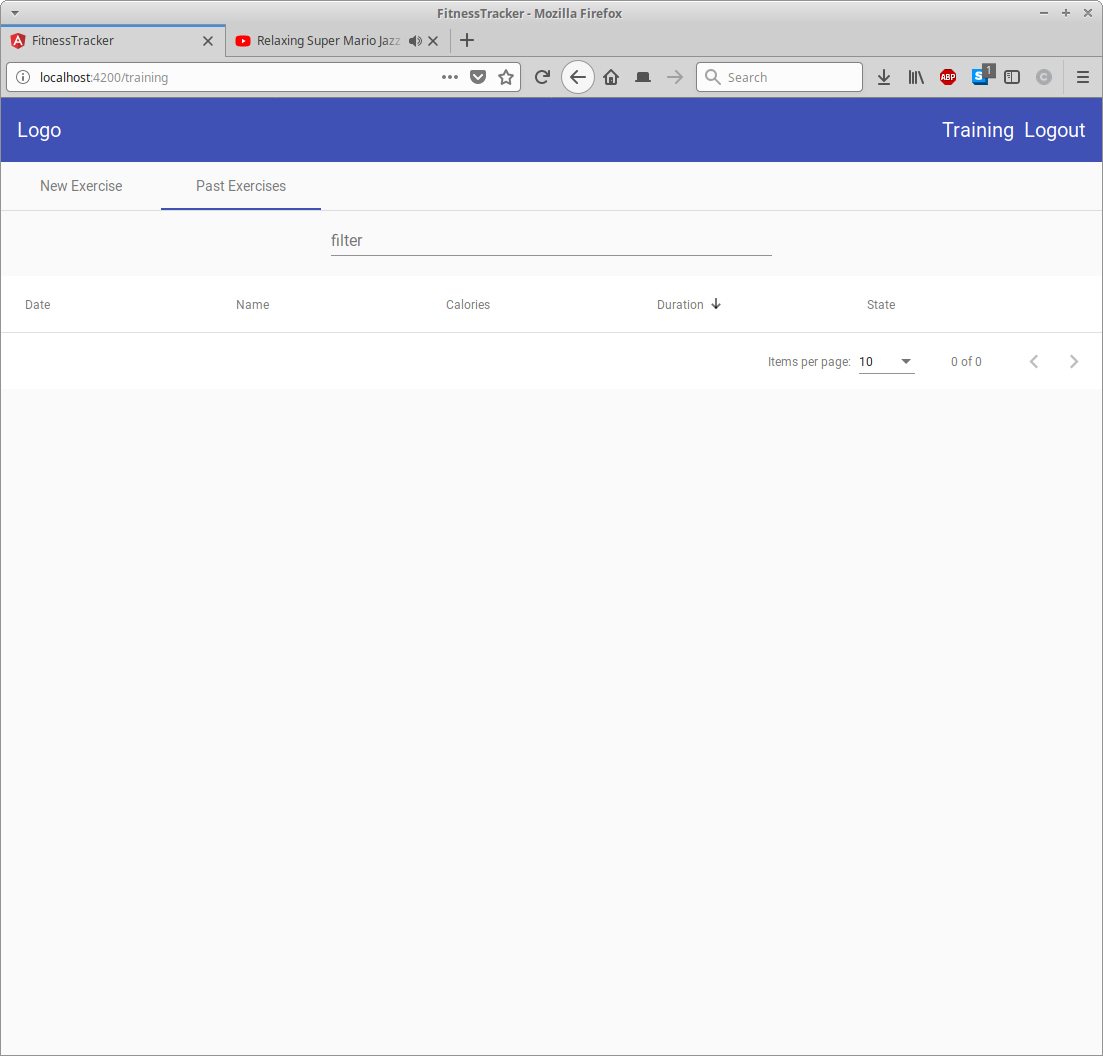 FitnessTracker - Mozilla Firefox
FitnessTracker
Relaxing Super Mario Jazz
localhost:4200/training
Search
ABP
S
1
C
Logo
Training Logout
New Exercise Past Exercises
filter
Date Name Calories Duration State
Items per page: 10 0 of 0